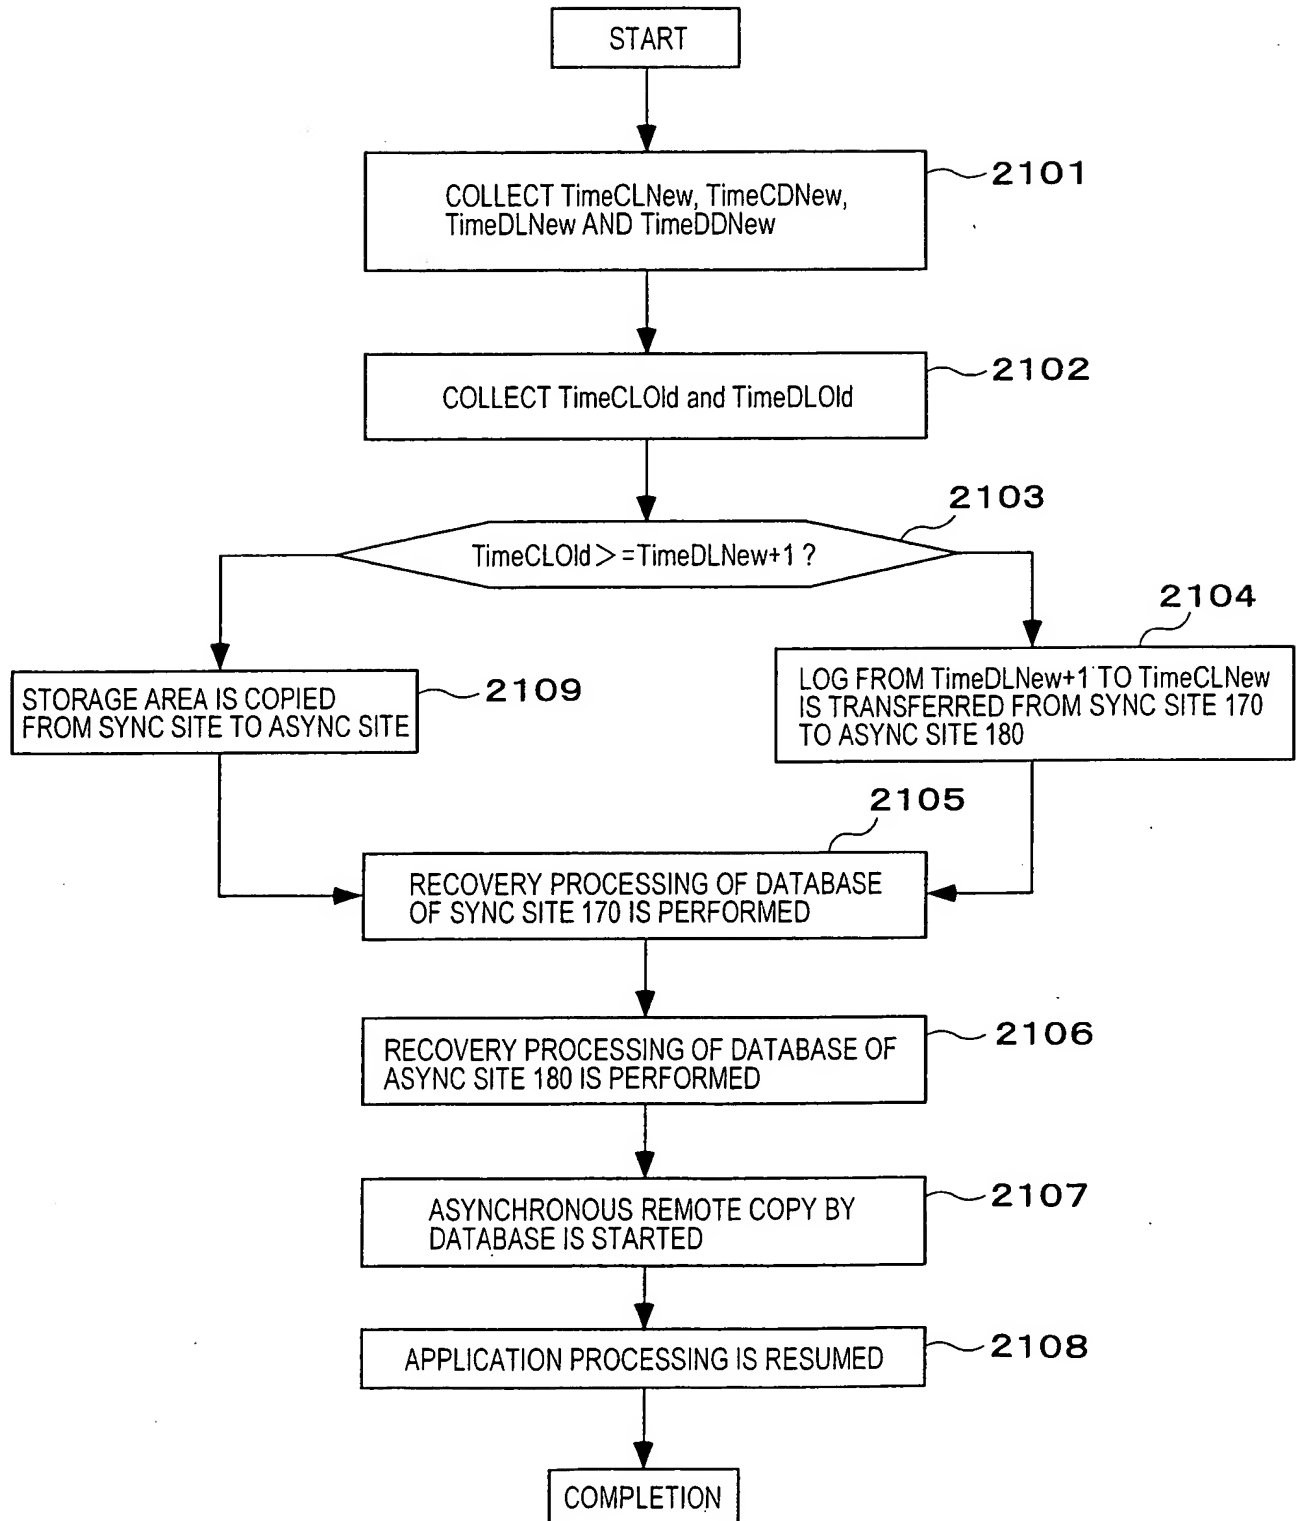 START
2101
COLLECT TimeCLNew, TimeCDNew,
TimeDLNew AND TimeDDNew
2102
COLLECT TimeCLOld and TimeDLOld
2103
TimeCLOld >=TimeDLNew+1 ?
2104
LOG FROM TimeDLNew+1 TO TimeCLNew
IS TRANSFERRED FROM SYNC SITE 170
TO ASYNC SITE 180
2109
STORAGE AREA IS COPIED
FROM SYNC SITE TO ASYNC SITE
2105
RECOVERY PROCESSING OF DATABASE
OF SYNC SITE 170 IS PERFORMED
2106
RECOVERY PROCESSING OF DATABASE OF
ASYNC SITE 180 IS PERFORMED
2107
ASYNCHRONOUS REMOTE COPY BY
DATABASE IS STARTED
2108
APPLICATION PROCESSING IS RESUMED
COMPLETION